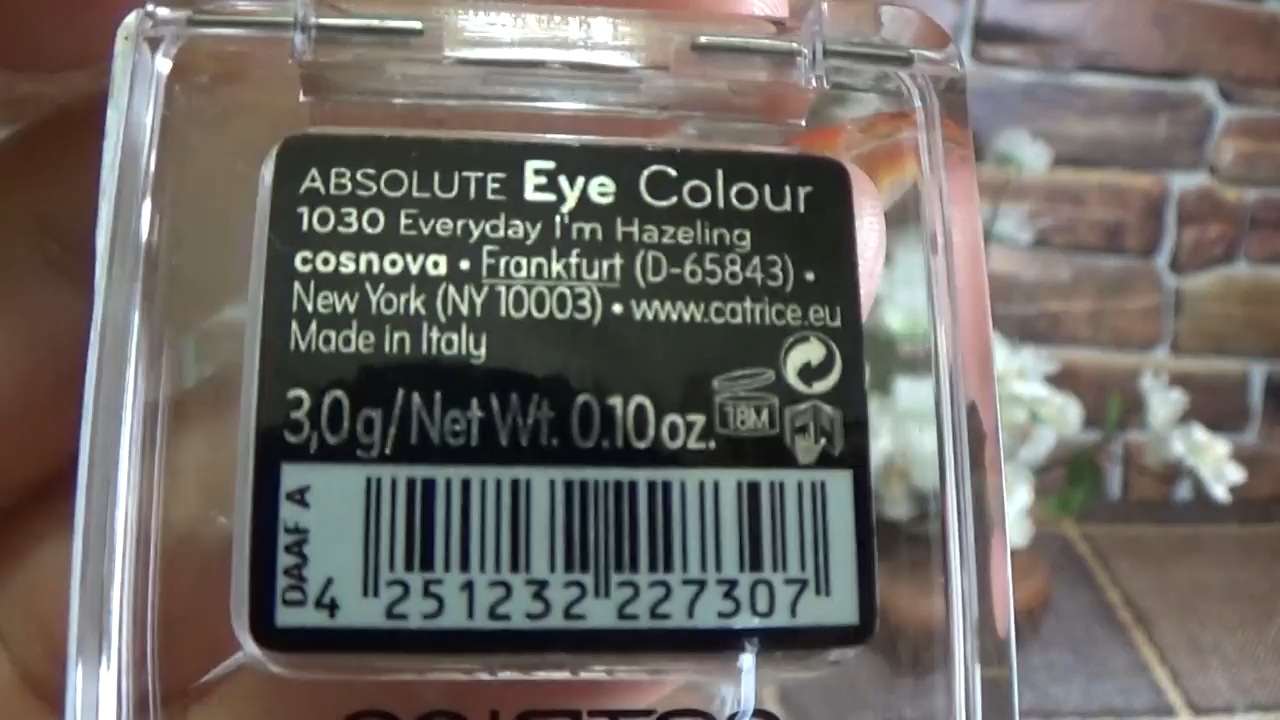 ABSOLUTE Eye Colour
1030 Everyday I'm Hazeling
cosnova • Frankfurt (D-65843) •
New York (NY 10003) • www.catrice.eu
Made in Italy
3,0g/Net Wt. 0.10oz.
18M
DAAF A
4 251232 227307